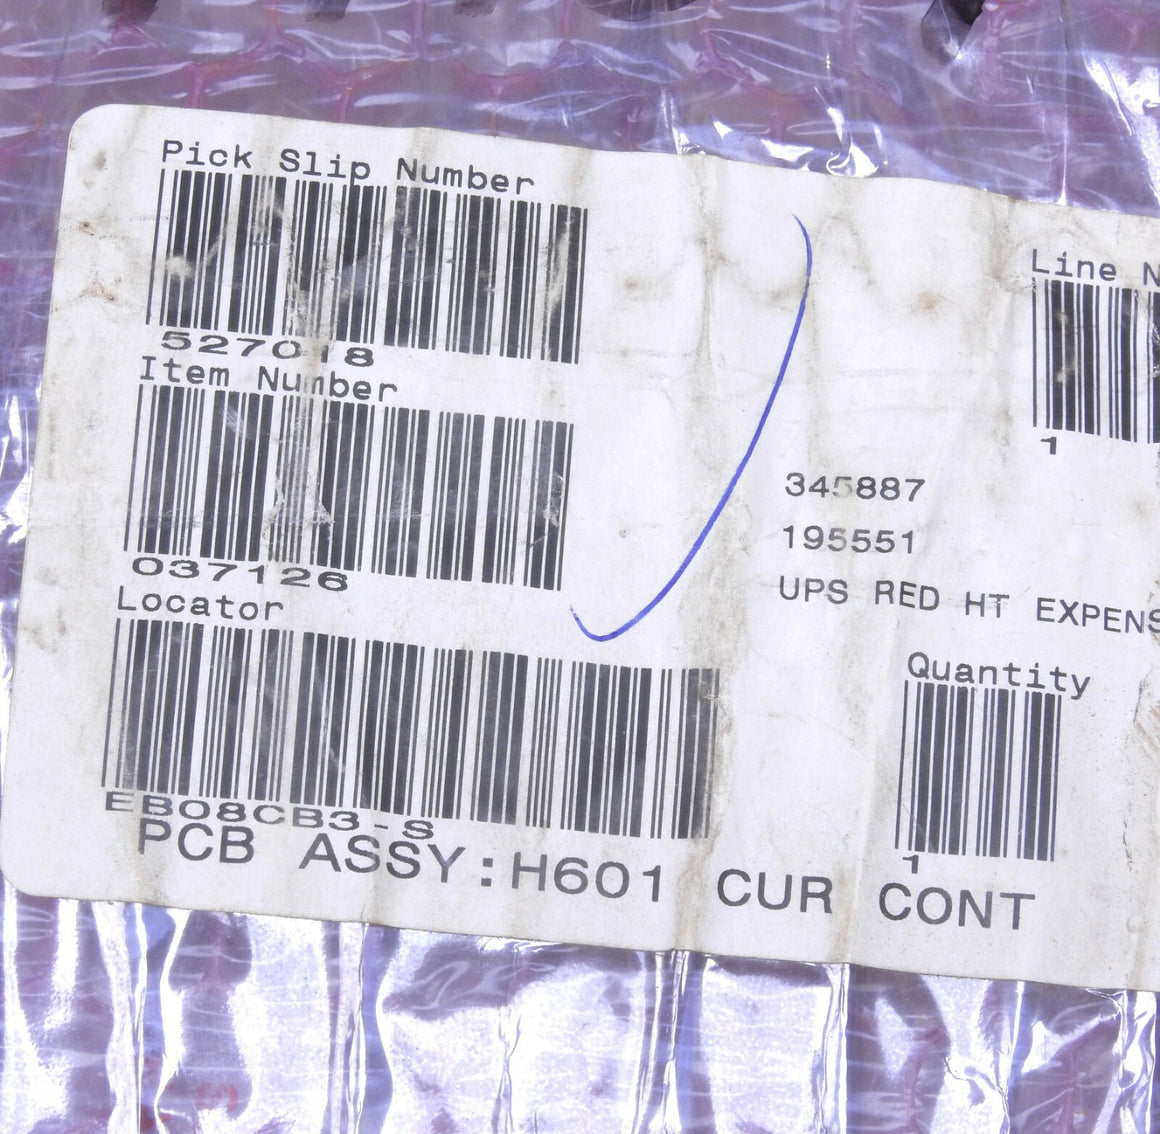 Pick Slip Number
527018
Line N
1
Item Number
037126
345887
195551
UPS RED HT EXPENS
Locator
EB08CB3-S
Quantity
1
PCB ASSY:H601 CUR CONT